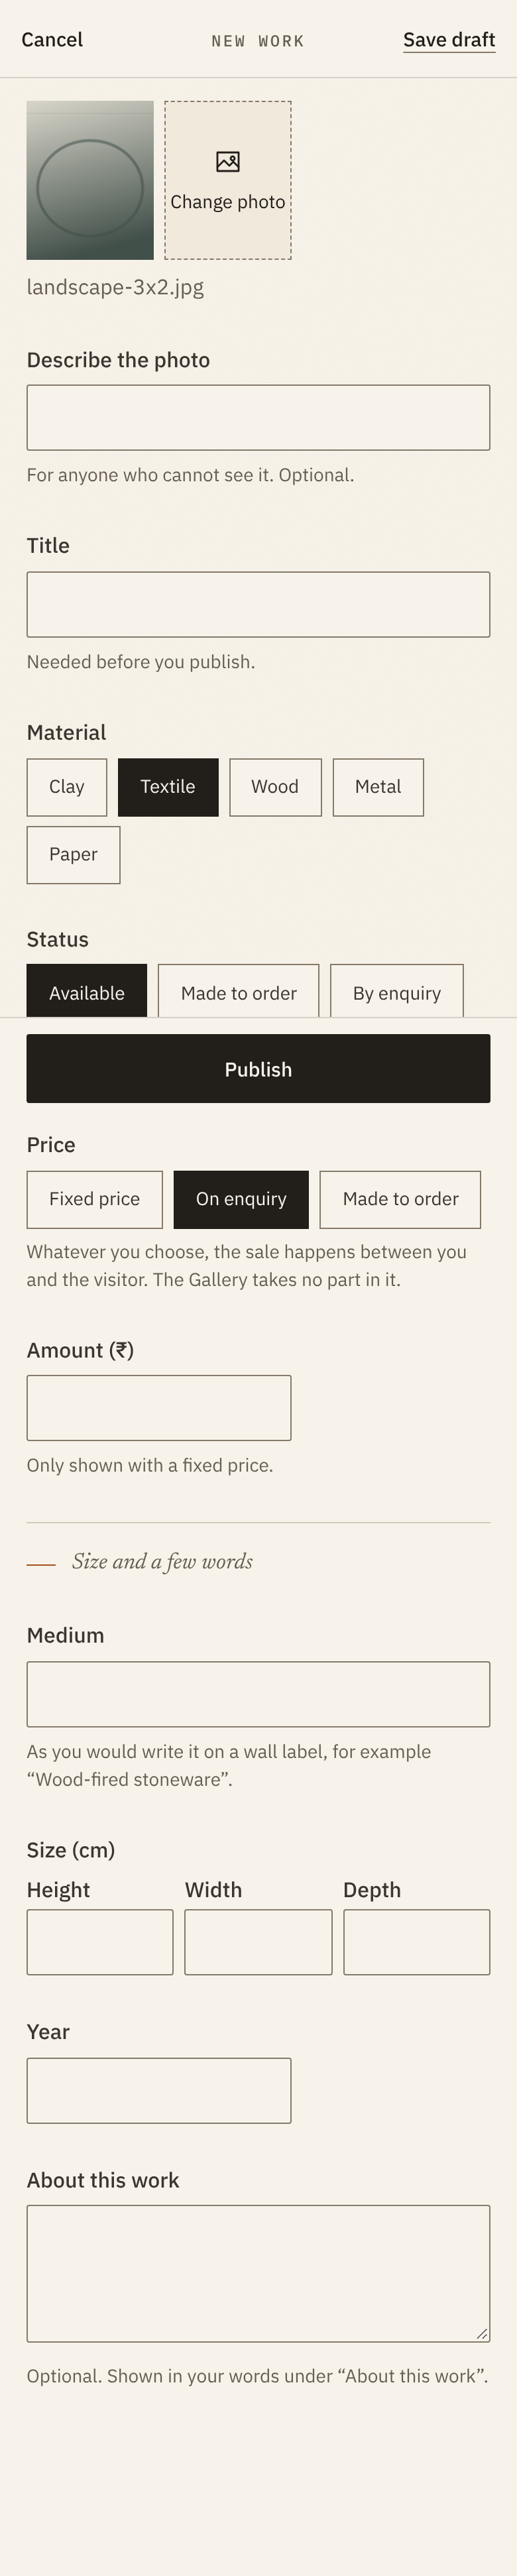 Cancel
NEW WORK
Save draft
Change photo
landscape-3x2.jpg
Describe the photo
For anyone who cannot see it. Optional.
Title
Needed before you publish.
Material
Clay
Textile
Wood
Metal
Paper
Status
Available
Made to order
By enquiry
Publish
Price
Fixed price
On enquiry
Made to order
Whatever you choose, the sale happens between you
and the visitor. The Gallery takes no part in it.
Amount (₹)
Only shown with a fixed price.
Size and a few words
Medium
As you would write it on a wall label, for example
“Wood-fired stoneware”.
Size (cm)
Height
Width
Depth
Year
About this work
Optional. Shown in your words under “About this work”.